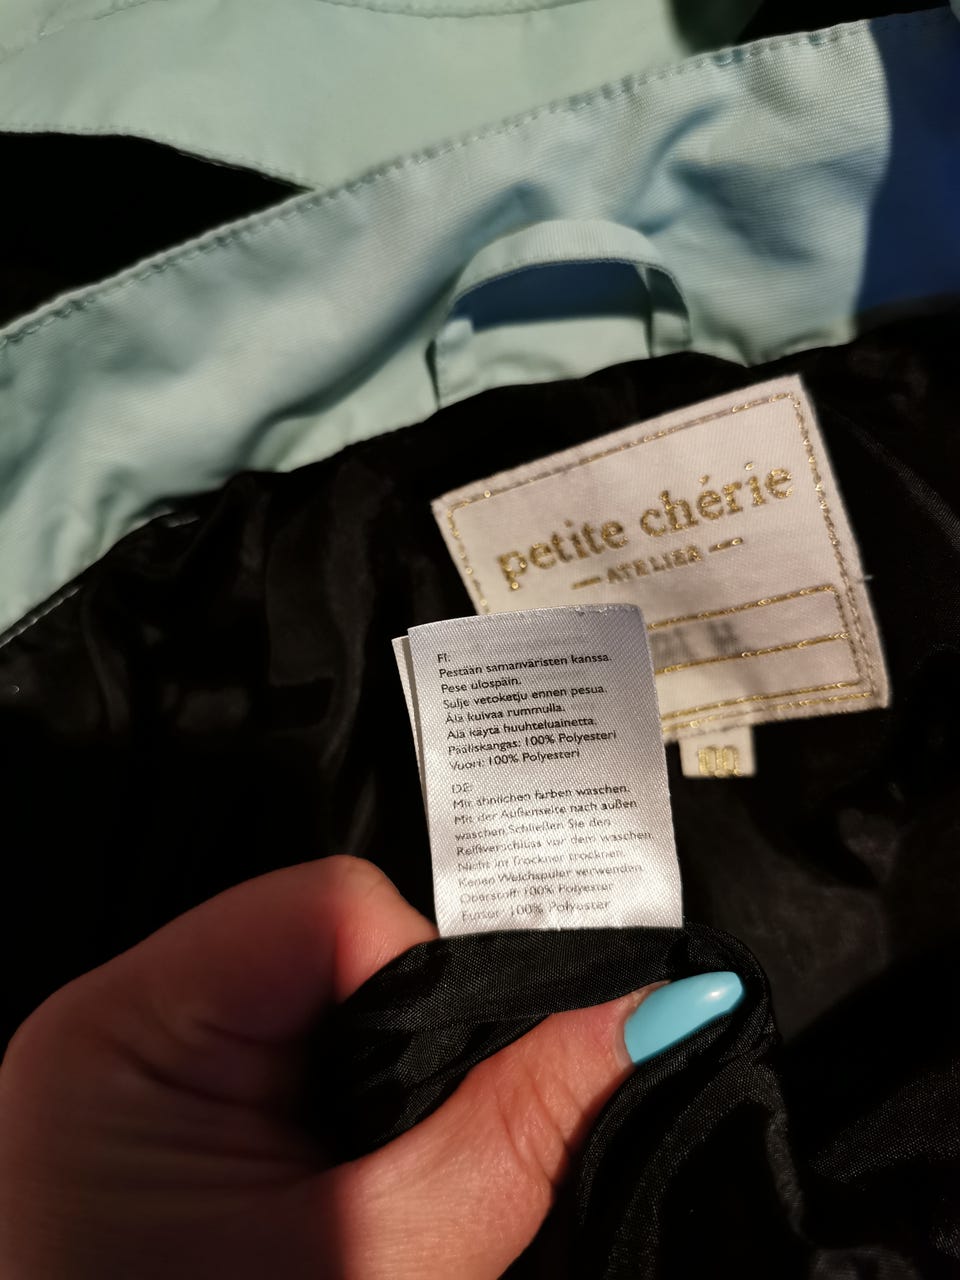 petite chérie
ATELIER
FI:
Pestään samanväristen kanssa.
Pese ulospäin.
Sulje vetoketju ennen pesua.
Älä kuivaa rummulla.
Älä käytä huuhteluainetta.
Päälliskangas: 100% Polyesteri
Vuori: 100% Polyesteri
DE:
Mit ähnlichen farben waschen.
Mit der Außenseite nach außen
waschen.Schließen Sie den
Reißverschluss vor dem waschen.
Nicht im Trockner trocknen.
Keinen Weichspüler verwenden.
Oberstoff: 100% Polyester
Futter: 100% Polyester